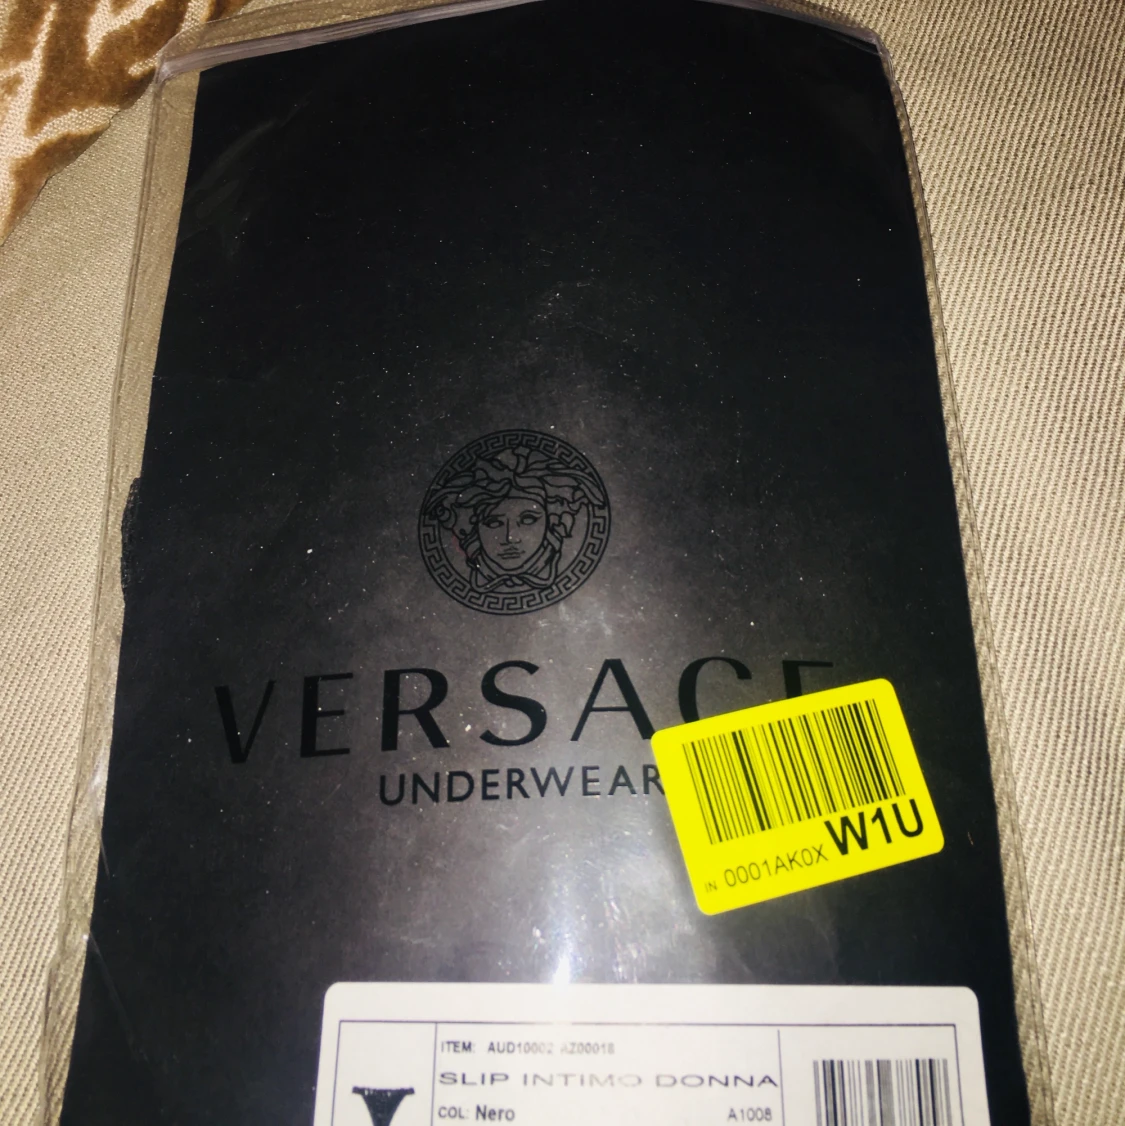 VERSACE
UNDERWEAR
W1U
IN 0001AK0X
ITEM: AUD10002 AZ00018
SLIP INTIMO DONNA
COL: Nero A1008